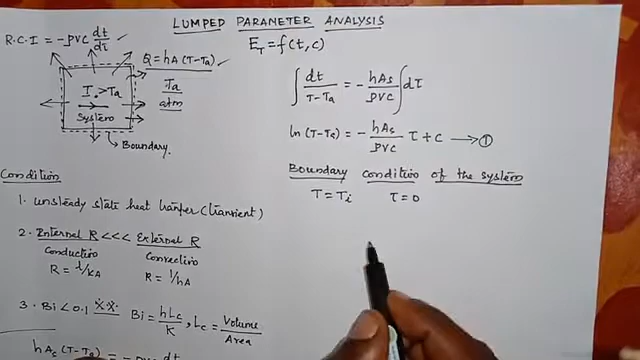 LUMPED PARAMETER ANALYSIS
R.C.I = -ρVC dt/dτ ✓
Q = hA(T-Ta) ✓
I. > Ta
System
Ta
atm
Boundary.
Condition
1. unsteady state heat tranfer (transient)
2. Internal R <<< External R
Conduction Convection
R = L/kA R = 1/hA
3. Bi < 0.1 Bi = hLc/K, Lc = Volume/Area
hAs(T-Ta) = -ρVC dt
E_T = f(t,c)
∫ dt/(T-Ta) = -hAs/ρVC ∫dτ
ln(T-Ta) = -hAs/ρVC τ + C → ①
Boundary condition of the system
T = Ti τ = 0